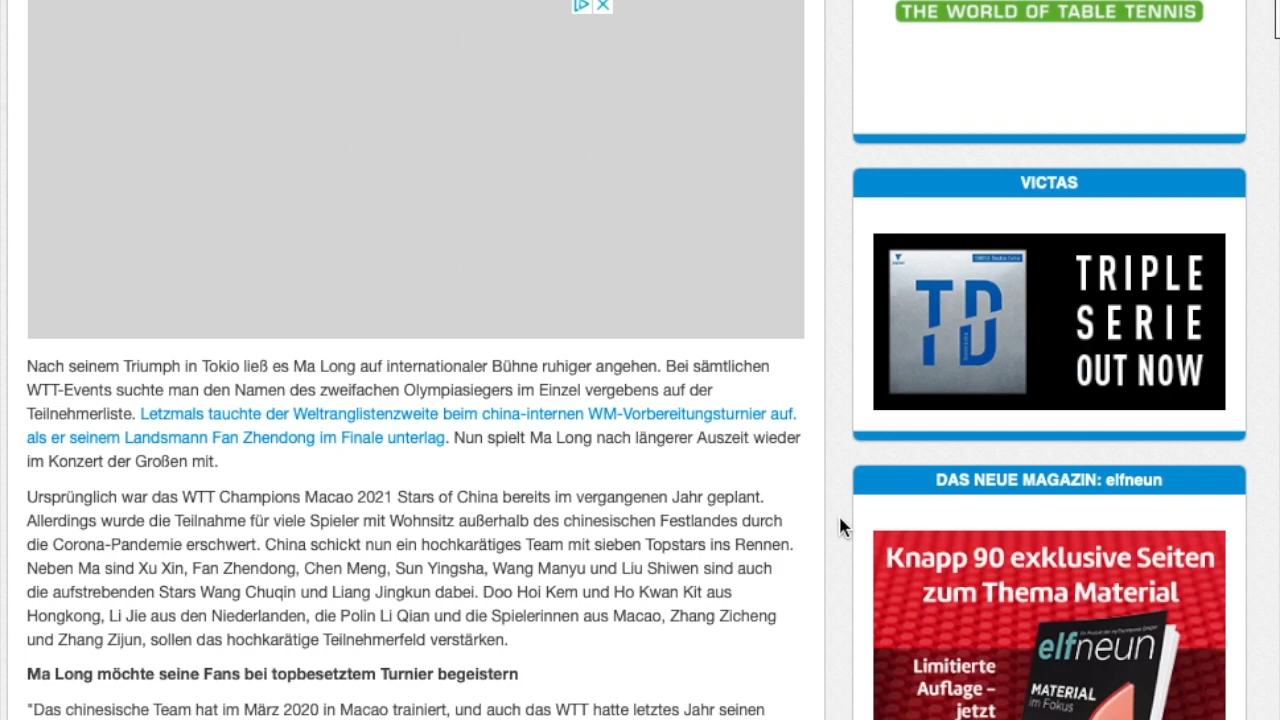 Nach seinem Triumph in Tokio ließ es Ma Long auf internationaler Bühne ruhiger angehen. Bei sämtlichen
WTT-Events suchte man den Namen des zweifachen Olympiasiegers im Einzel vergebens auf der
Teilnehmerliste. Letzmals tauchte der Weltranglistenzweite beim china-internen WM-Vorbereitungsturnier auf.
als er seinem Landsmann Fan Zhendong im Finale unterlag. Nun spielt Ma Long nach längerer Auszeit wieder
im Konzert der Großen mit.
Ursprünglich war das WTT Champions Macao 2021 Stars of China bereits im vergangenen Jahr geplant.
Allerdings wurde die Teilnahme für viele Spieler mit Wohnsitz außerhalb des chinesischen Festlandes durch
die Corona-Pandemie erschwert. China schickt nun ein hochkarätiges Team mit sieben Topstars ins Rennen.
Neben Ma sind Xu Xin, Fan Zhendong, Chen Meng, Sun Yingsha, Wang Manyu und Liu Shiwen sind auch
die aufstrebenden Stars Wang Chuqin und Liang Jingkun dabei. Doo Hoi Kem und Ho Kwan Kit aus
Hongkong, Li Jie aus den Niederlanden, die Polin Li Qian und die Spielerinnen aus Macao, Zhang Zicheng
und Zhang Zijun, sollen das hochkarätige Teilnehmerfeld verstärken.
Ma Long möchte seine Fans bei topbesetztem Turnier begeistern
"Das chinesische Team hat im März 2020 in Macao trainiert, und auch das WTT hatte letztes Jahr seinen
THE WORLD OF TABLE TENNIS
VICTAS
TD
TRIPLE
SERIE
OUT NOW
DAS NEUE MAGAZIN: elfneun
Knapp 90 exklusive Seiten
zum Thema Material
elfneun
MATERIAL
im Fokus
Limitierte
Auflage –
jetzt